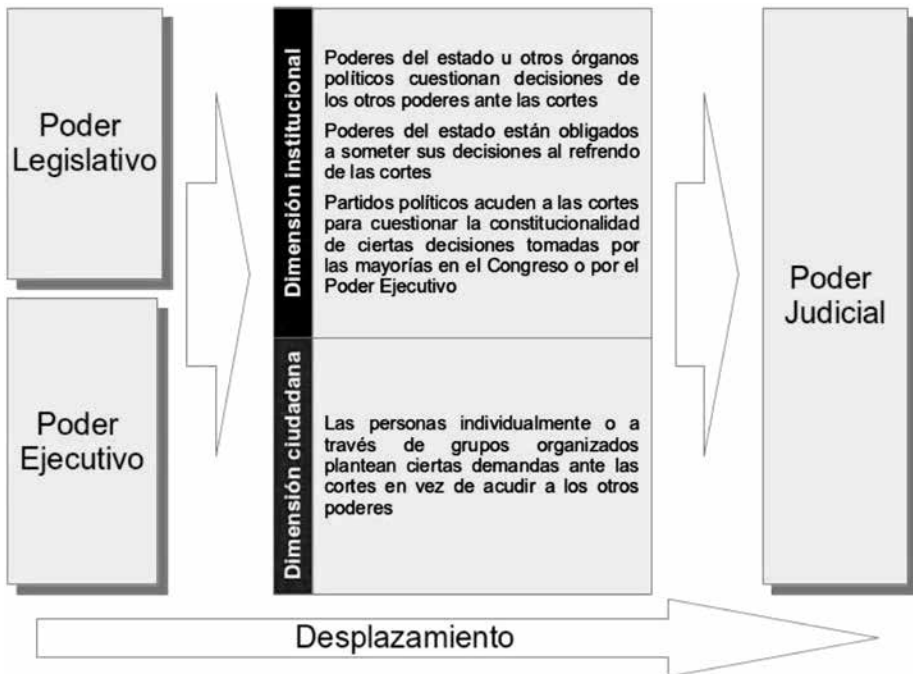 Poder
Legislativo
Poder
Ejecutivo
Dimensión institucional
Poderes del estado u otros órganos
políticos cuestionan decisiones de
los otros poderes ante las cortes
Poderes del estado están obligados
a someter sus decisiones al refrendo
de las cortes
Partidos políticos acuden a las cortes
para cuestionar la constitucionalidad
de ciertas decisiones tomadas por
las mayorías en el Congreso o por el
Poder Ejecutivo
Dimensión ciudadana
Las personas individualmente o a
través de grupos organizados
plantean ciertas demandas ante las
cortes en vez de acudir a los otros
poderes
Poder
Judicial
Desplazamiento